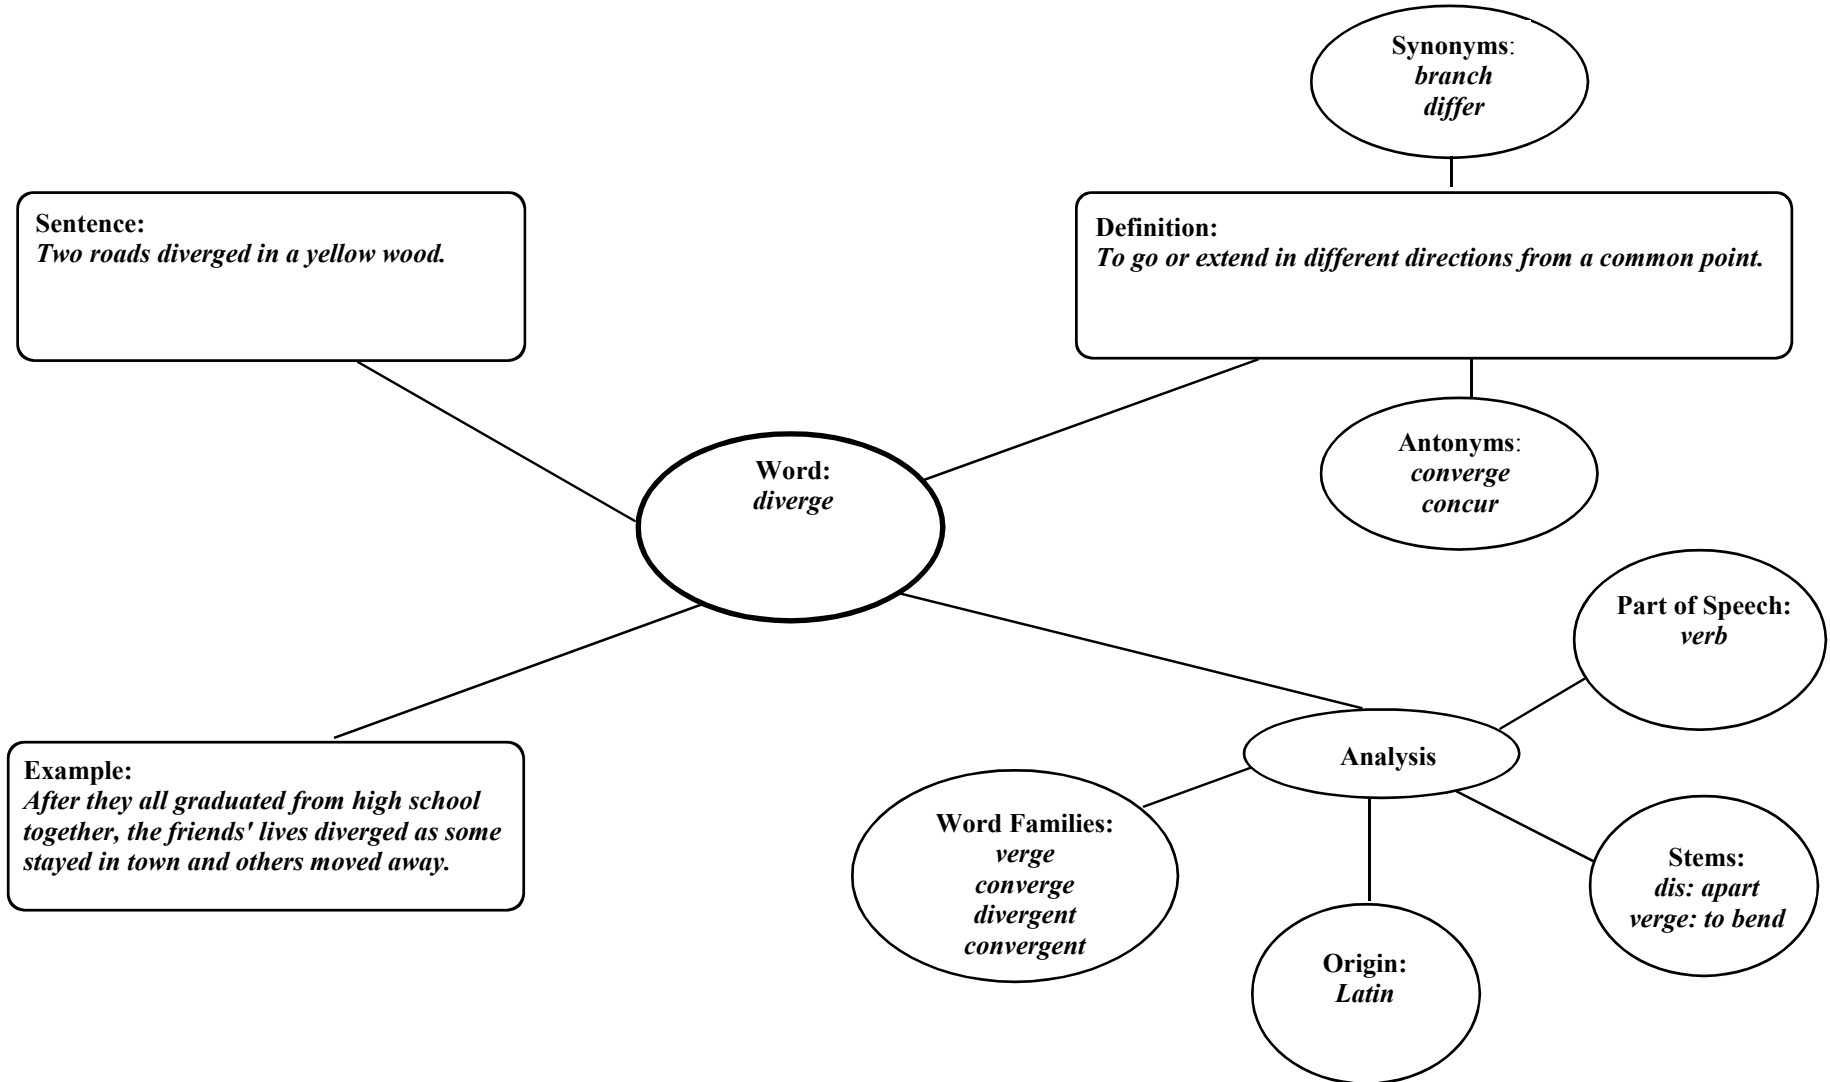 Synonyms:
branch
differ
Sentence:
Two roads diverged in a yellow wood.
Definition:
To go or extend in different directions from a common point.
Word:
diverge
Antonyms:
converge
concur
Part of Speech:
verb
Analysis
Example:
After they all graduated from high school
together, the friends' lives diverged as some
stayed in town and others moved away.
Word Families:
verge
converge
divergent
convergent
Stems:
dis: apart
verge: to bend
Origin:
Latin